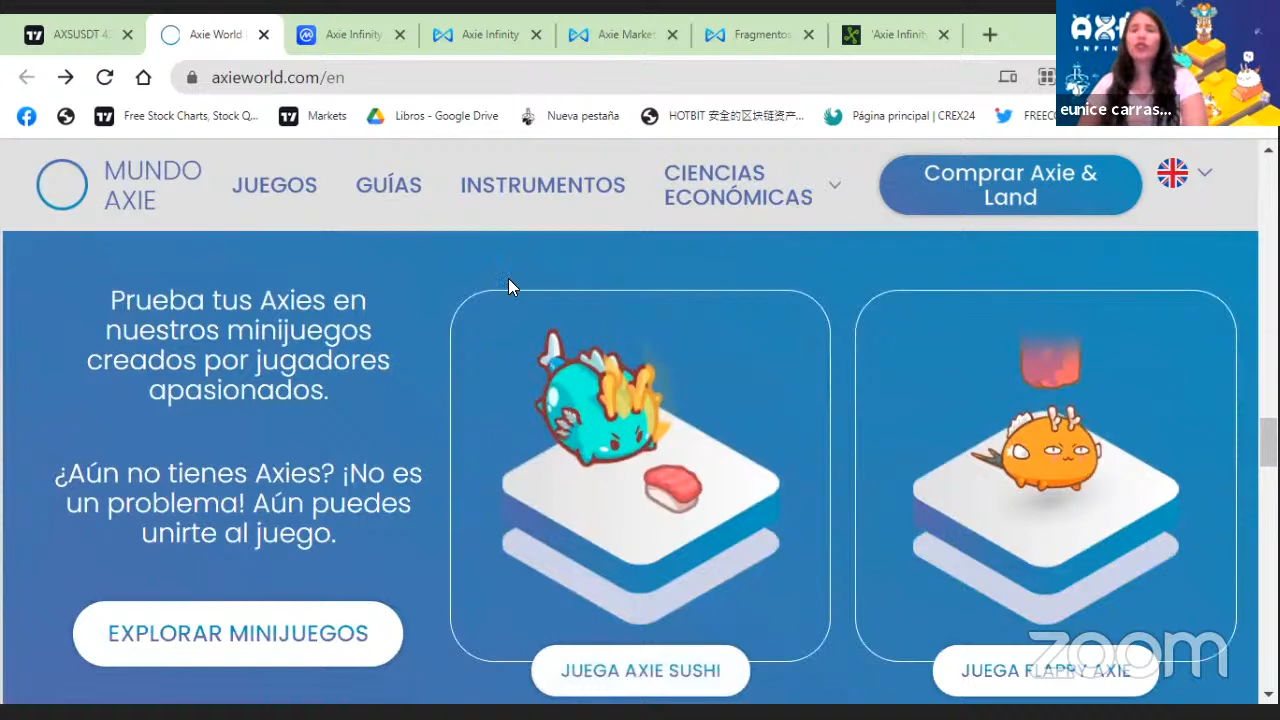 AXSUSDT 4
Axie World
Axie Infinity
Axie Infinity
Axie Market
Fragmentos
'Axie Infinit
axieworld.com/en
Free Stock Charts, Stock Q...
Markets
Libros - Google Drive
Nueva pestaña
HOTBIT 安全的区块链资产...
Página principal | CREX24
FREECO
INFIN
eunice carras...
MUNDO
AXIE
JUEGOS
GUÍAS
INSTRUMENTOS
CIENCIAS
ECONÓMICAS
Comprar Axie &
Land
Prueba tus Axies en
nuestros minijuegos
creados por jugadores
apasionados.
¿Aún no tienes Axies? ¡No es
un problema! Aún puedes
unirte al juego.
EXPLORAR MINIJUEGOS
JUEGA AXIE SUSHI
JUEGA FLAPPY AXIE
zoom